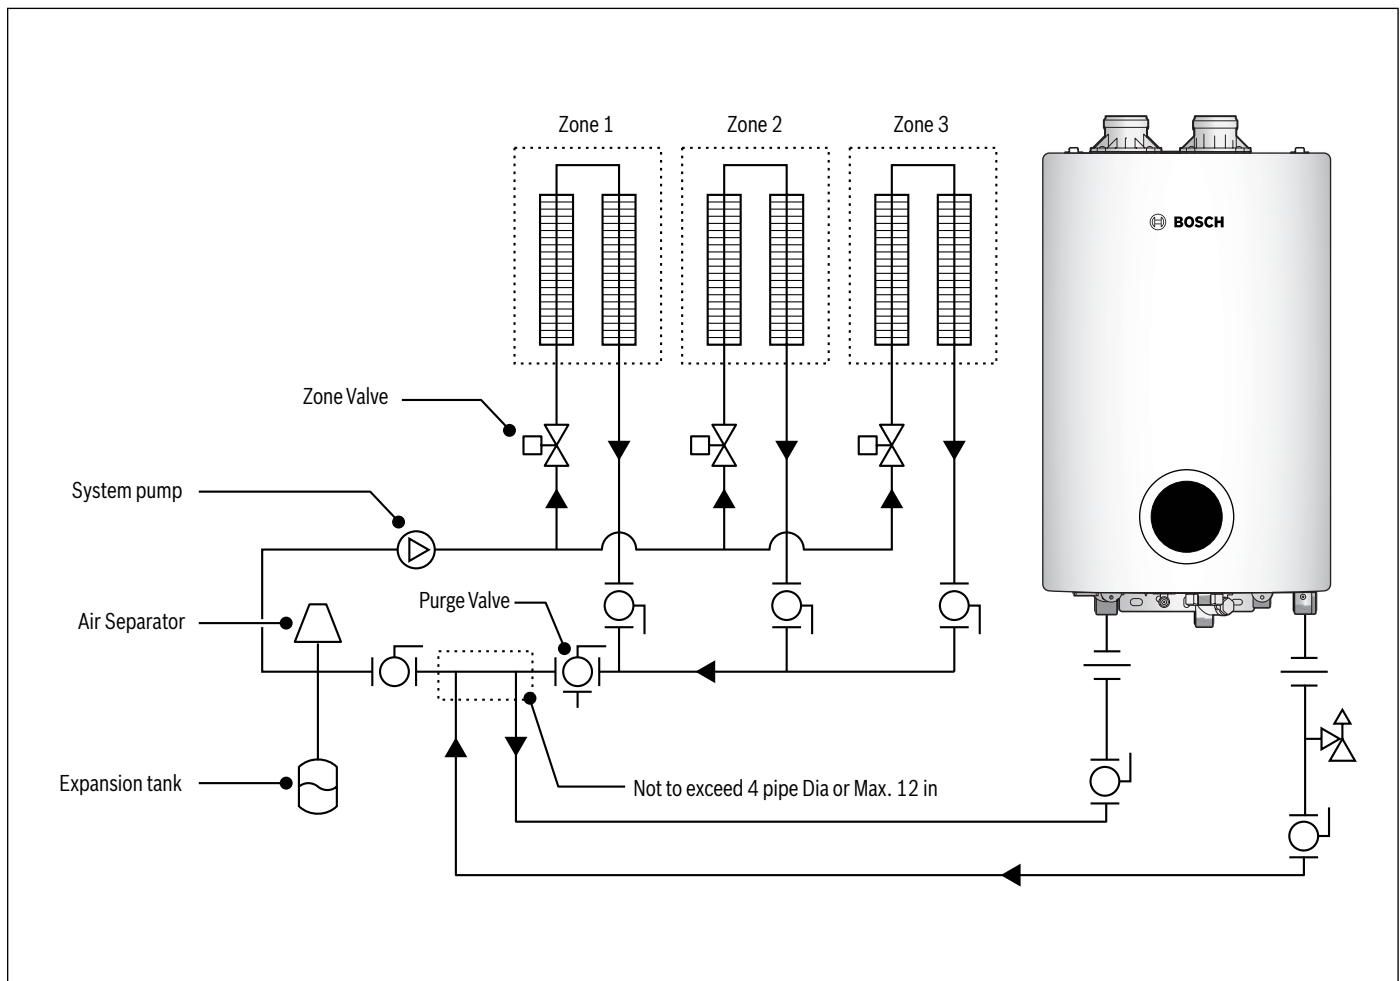 Zone 1
Zone 2
Zone 3
BOSCH
Zone Valve
System pump
Purge Valve
Air Separator
Expansion tank
Not to exceed 4 pipe Dia or Max. 12 in